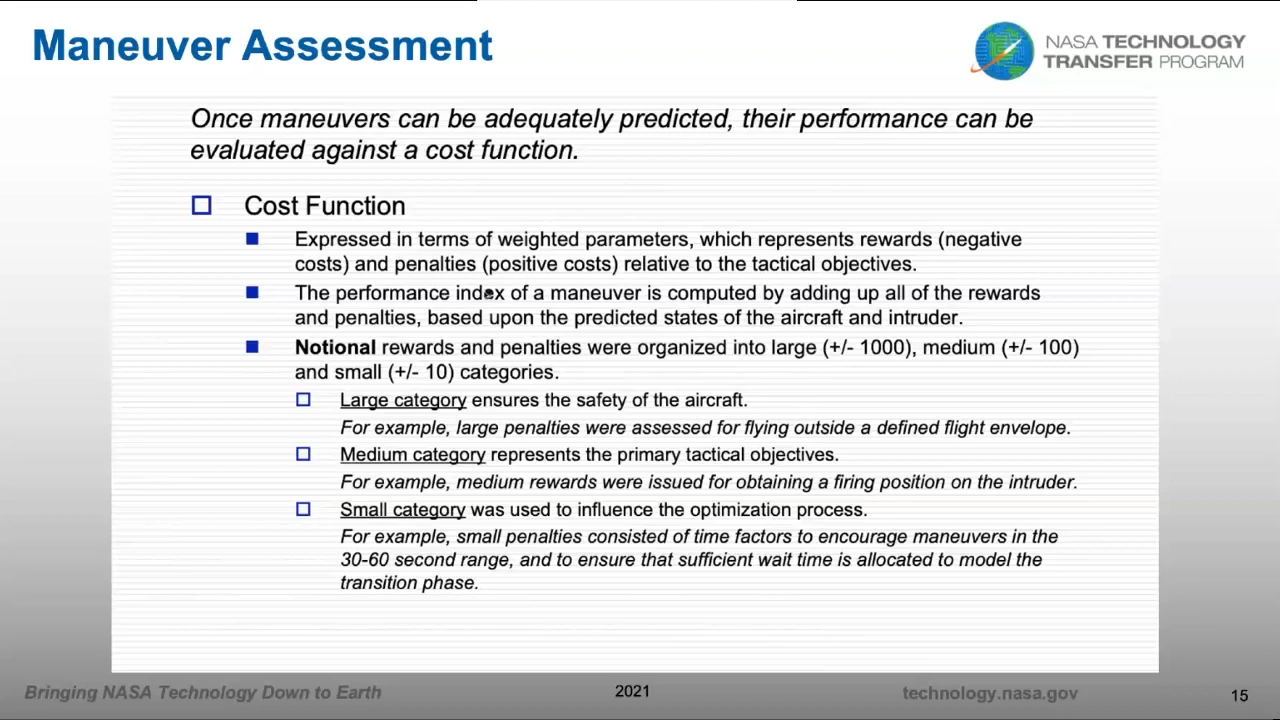 Maneuver Assessment
NASA TECHNOLOGY
TRANSFER PROGRAM
Once maneuvers can be adequately predicted, their performance can be
evaluated against a cost function.
Cost Function
Expressed in terms of weighted parameters, which represents rewards (negative
costs) and penalties (positive costs) relative to the tactical objectives.
The performance index of a maneuver is computed by adding up all of the rewards
and penalties, based upon the predicted states of the aircraft and intruder.
Notional rewards and penalties were organized into large (+/- 1000), medium (+/- 100)
and small (+/- 10) categories.
Large category ensures the safety of the aircraft.
For example, large penalties were assessed for flying outside a defined flight envelope.
Medium category represents the primary tactical objectives.
For example, medium rewards were issued for obtaining a firing position on the intruder.
Small category was used to influence the optimization process.
For example, small penalties consisted of time factors to encourage maneuvers in the
30-60 second range, and to ensure that sufficient wait time is allocated to model the
transition phase.
Bringing NASA Technology Down to Earth
2021
technology.nasa.gov
15